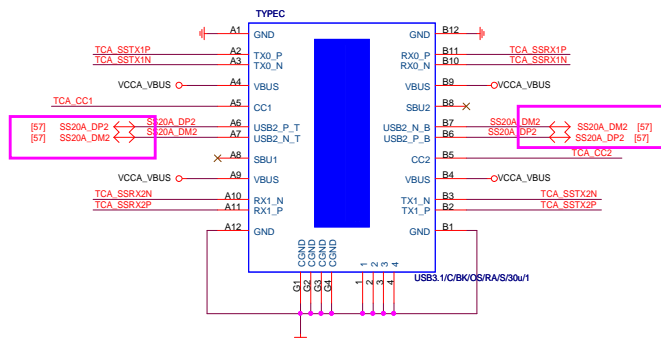 TYPEC
A1 GND GND B12
TCA_SSTX1P A2 TX0_P RX0_P B11 TCA_SSRX1P
TCA_SSTX1N A3 TX0_N RX0_N B10 TCA_SSRX1N
VCCA_VBUS A4 VBUS VBUS B9 VCCA_VBUS
TCA_CC1 A5 CC1 SBU2 B8
[57] SS20A_DP2 SS20A_DP2 A6 USB2_P_T USB2_N_B B7 SS20A_DM2 SS20A_DM2 [57]
[57] SS20A_DM2 SS20A_DM2 A7 USB2_N_T USB2_P_B B6 SS20A_DP2 SS20A_DP2 [57]
A8 SBU1 CC2 B5 TCA_CC2
VCCA_VBUS A9 VBUS VBUS B4 VCCA_VBUS
TCA_SSRX2N A10 RX1_N TX1_N B3 TCA_SSTX2N
TCA_SSRX2P A11 RX1_P TX1_P B2 TCA_SSTX2P
A12 GND GND B1
CGND CGND CGND CGND 1 2 3 4
G1 G2 G3 G4 1 2 3 4
USB3.1/C/BK/OS/RA/S/30u/1